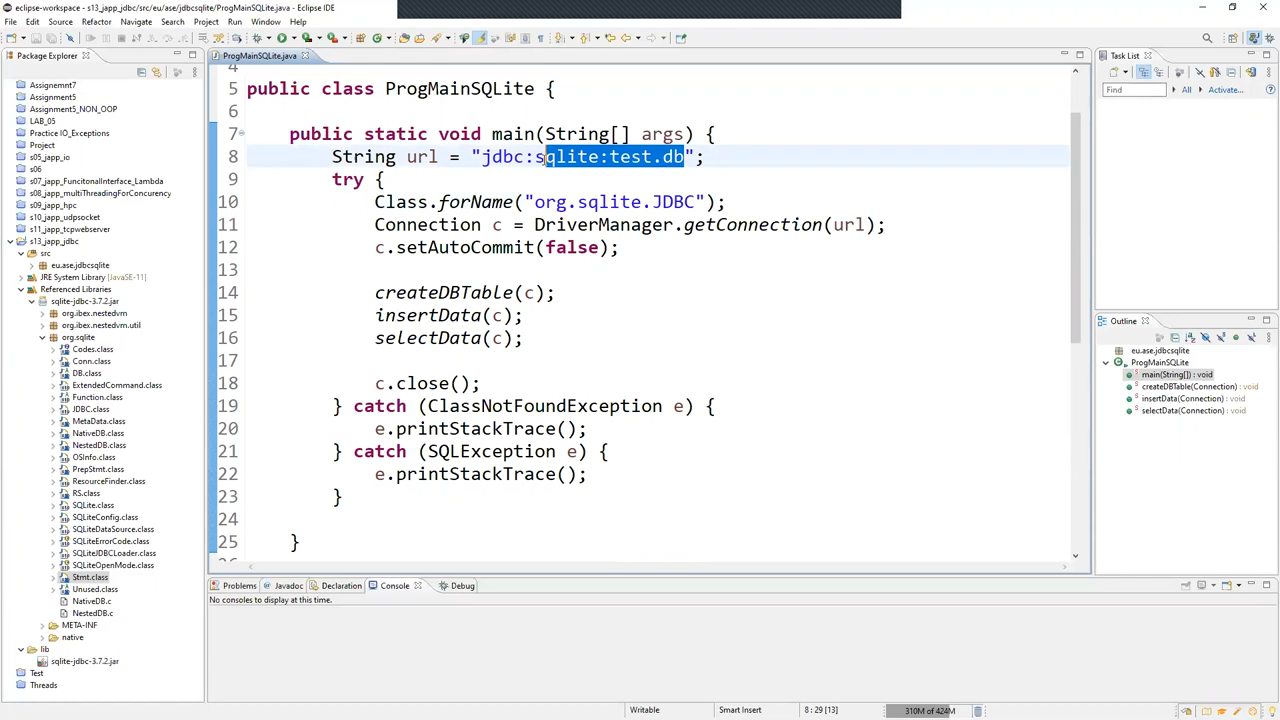 eclipse-workspace - s13_japp_jdbc/src/eu/ase/jdbcsqlite/ProgMainSQLite.java - Eclipse IDE
File Edit Source Refactor Navigate Search Project Run Window Help
Package Explorer
Assignemnt7
Assignment5
Assignment5_NON_OOP
LAB_05
Practice IO_Exceptions
Project
s05_japp_io
s06
s07_japp_FuncitonalInterface_Lambda
s08_japp_multiThreadingForConcurrency
s09_japp_hpc
s10_japp_udpsocket
s11_japp_tcpwebserver
s13_japp_jdbc
src
eu.ase.jdbcsqlite
JRE System Library [JavaSE-11]
Referenced Libraries
sqlite-jdbc-3.7.2.jar
org.ibex.nestedvm
org.ibex.nestedvm.util
org.sqlite
Codes.class
Conn.class
DB.class
ExtendedCommand.class
Function.class
JDBC.class
MetaData.class
NativeDB.class
NestedDB.class
OSInfo.class
PrepStmt.class
ResourceFinder.class
RS.class
SQLite.class
SQLiteConfig.class
SQLiteDataSource.class
SQLiteErrorCode.class
SQLiteJDBCLoader.class
SQLiteOpenMode.class
Stmt.class
Unused.class
NativeDB.c
NestedDB.c
META-INF
native
lib
sqlite-jdbc-3.7.2.jar
Test
Threads
ProgMainSQLite.java
4
5 public class ProgMainSQLite {
6
7 public static void main(String[] args) {
8 String url = "jdbc:sqlite:test.db";
9 try {
10 Class.forName("org.sqlite.JDBC");
11 Connection c = DriverManager.getConnection(url);
12 c.setAutoCommit(false);
13
14 createDBTable(c);
15 insertData(c);
16 selectData(c);
17
18 c.close();
19 } catch (ClassNotFoundException e) {
20 e.printStackTrace();
21 } catch (SQLException e) {
22 e.printStackTrace();
23 }
24
25 }
Problems Javadoc Declaration Console Debug
No consoles to display at this time.
Task List
Find All Activate...
Outline
eu.ase.jdbcsqlite
ProgMainSQLite
main(String[]) : void
createDBTable(Connection) : void
insertData(Connection) : void
selectData(Connection) : void
Writable Smart Insert 8 : 29 [13] 310M of 424M